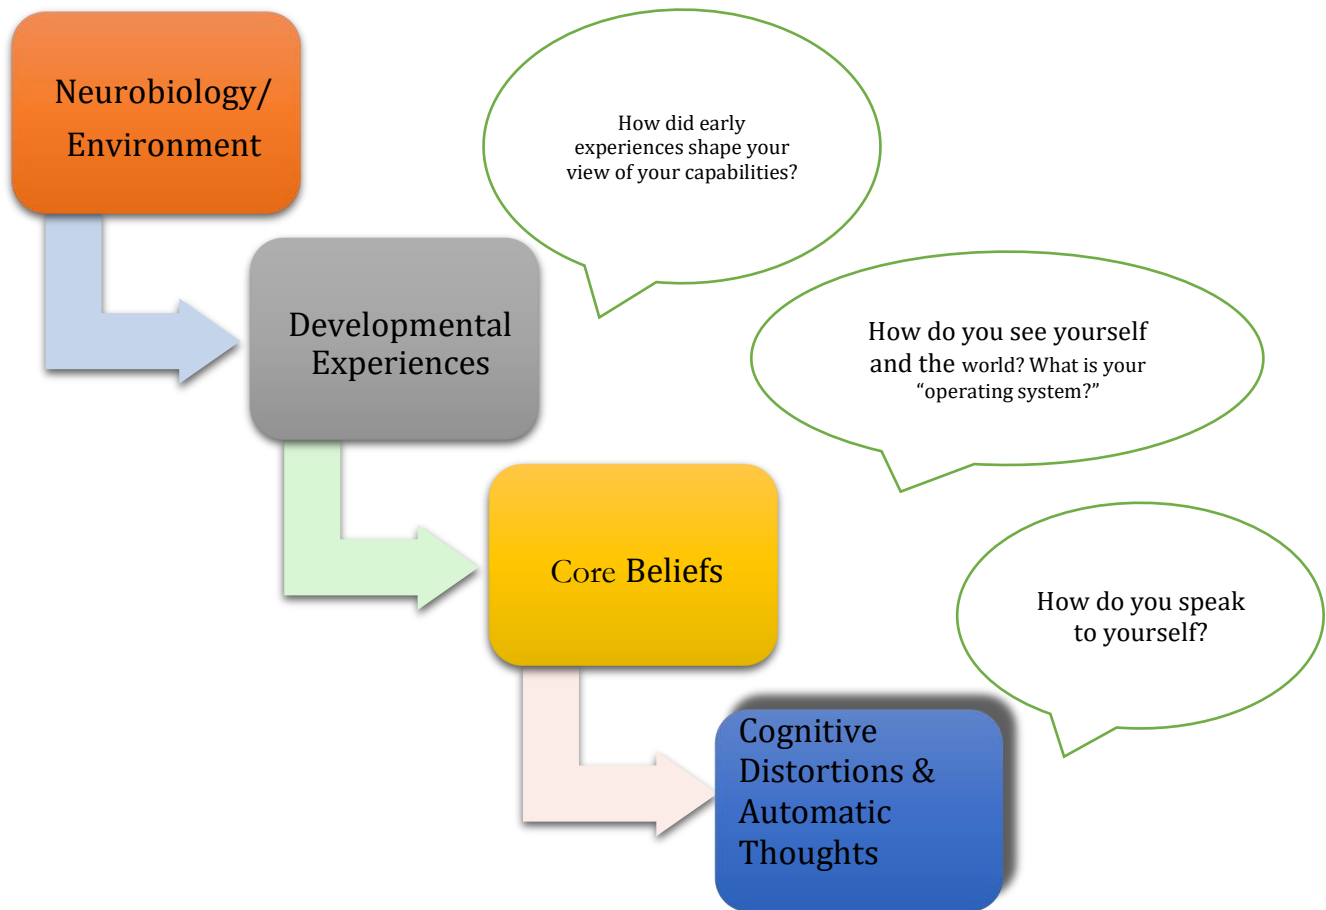 Neurobiology/
Environment
How did early
experiences shape your
view of your capabilities?
Developmental
Experiences
How do you see yourself
and the world? What is your
“operating system?”
Core Beliefs
How do you speak
to yourself?
Cognitive
Distortions &
Automatic
Thoughts